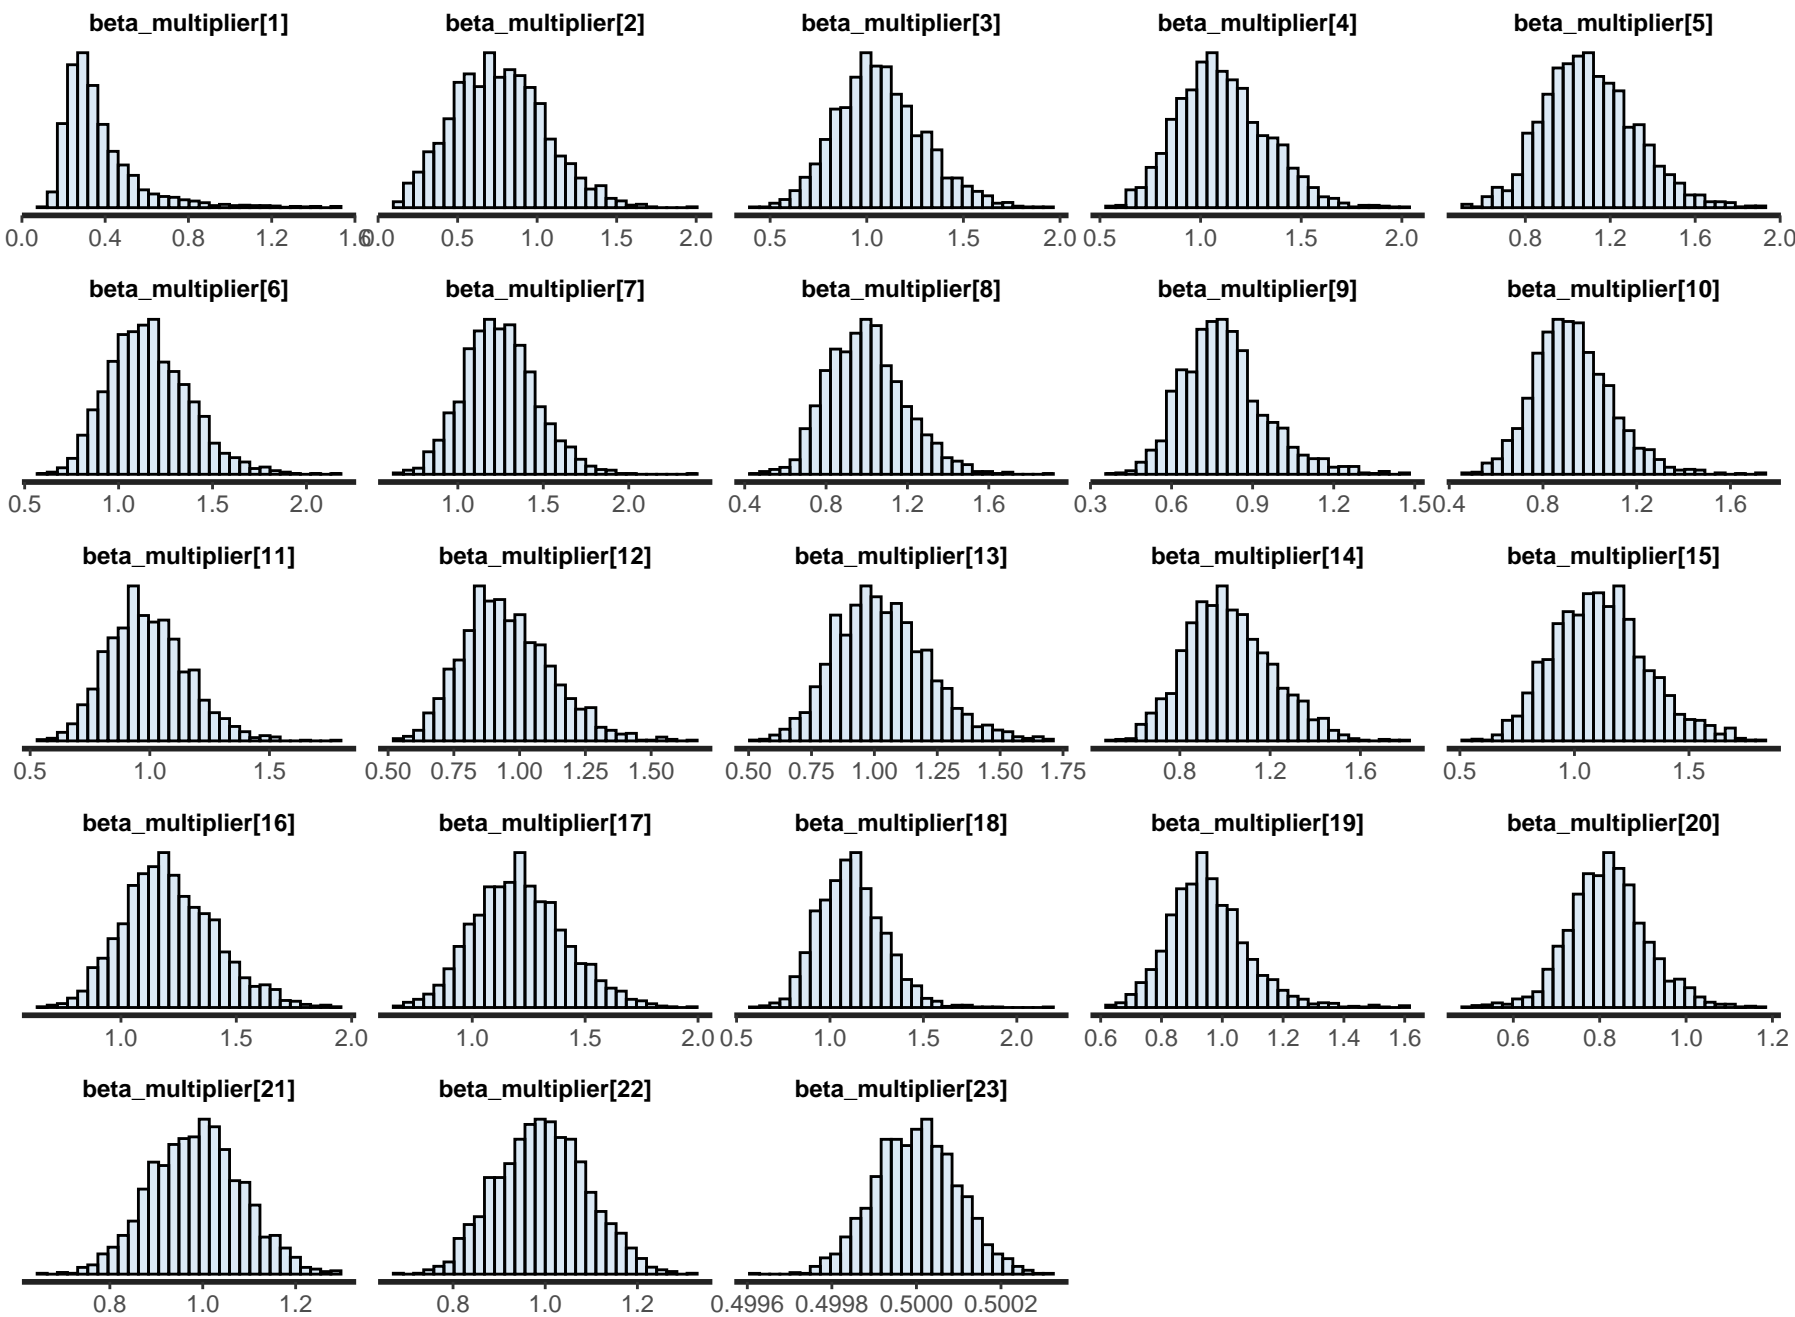 beta_multiplier[1] beta_multiplier[2] beta_multiplier[3] beta_multiplier[4] beta_multiplier[5]
0.0 0.4 0.8 1.2 1.6 0.0 0.5 1.0 1.5 2.0 0.5 1.0 1.5 2.0 0.5 1.0 1.5 2.0 0.8 1.2 1.6 2.0
beta_multiplier[6] beta_multiplier[7] beta_multiplier[8] beta_multiplier[9] beta_multiplier[10]
0.5 1.0 1.5 2.0 1.0 1.5 2.0 0.4 0.8 1.2 1.6 0.3 0.6 0.9 1.2 1.5 0.4 0.8 1.2 1.6
beta_multiplier[11] beta_multiplier[12] beta_multiplier[13] beta_multiplier[14] beta_multiplier[15]
0.5 1.0 1.5 0.50 0.75 1.00 1.25 1.50 0.50 0.75 1.00 1.25 1.50 1.75 0.8 1.2 1.6 0.5 1.0 1.5
beta_multiplier[16] beta_multiplier[17] beta_multiplier[18] beta_multiplier[19] beta_multiplier[20]
1.0 1.5 2.0 1.0 1.5 2.0 0.5 1.0 1.5 2.0 0.6 0.8 1.0 1.2 1.4 1.6 0.6 0.8 1.0 1.2
beta_multiplier[21] beta_multiplier[22] beta_multiplier[23]
0.8 1.0 1.2 0.8 1.0 1.2 0.4996 0.4998 0.5000 0.5002